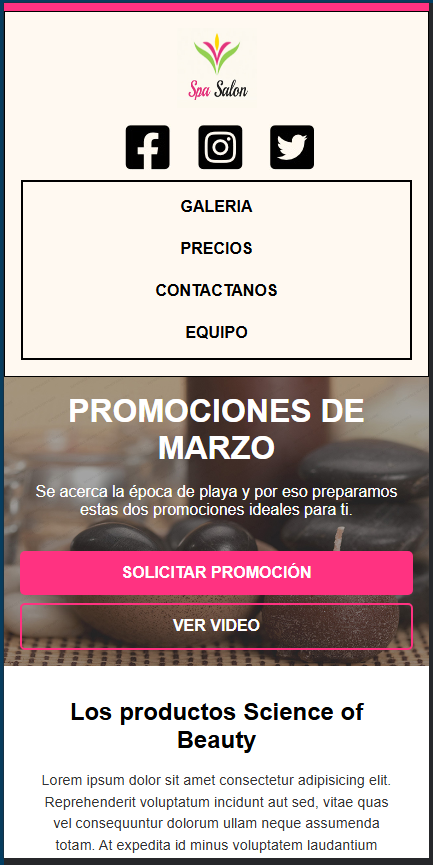 Spa Salon
GALERIA
PRECIOS
CONTACTANOS
EQUIPO
PROMOCIONES DE
MARZO
Se acerca la época de playa y por eso preparamos
estas dos promociones ideales para ti.
SOLICITAR PROMOCIÓN
VER VIDEO
Los productos Science of
Beauty
Lorem ipsum dolor sit amet consectetur adipisicing elit.
Reprehenderit voluptatum incidunt aut sed, vitae quas
vel consequuntur dolorum ullam neque assumenda
totam. At expedita id minus voluptatem laudantium